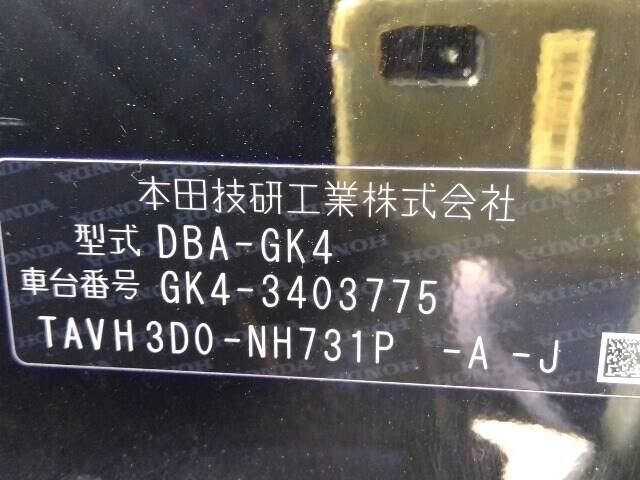 本田技研工業株式会社
型式 DBA-GK4
車台番号 GK4-3403775
TAVH3D0-NH731P -A -J